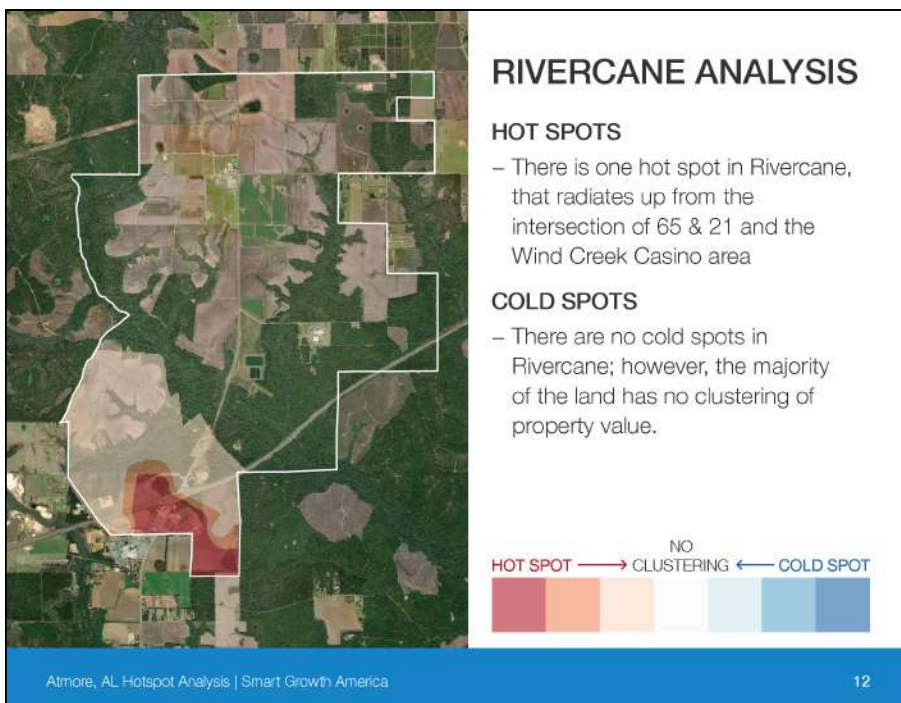 RIVERCANE ANALYSIS
HOT SPOTS
– There is one hot spot in Rivercane,
that radiates up from the
intersection of 65 & 21 and the
Wind Creek Casino area
COLD SPOTS
– There are no cold spots in
Rivercane; however, the majority
of the land has no clustering of
property value.
NO
HOT SPOT → CLUSTERING ← COLD SPOT
Atmore, AL Hotspot Analysis | Smart Growth America 12